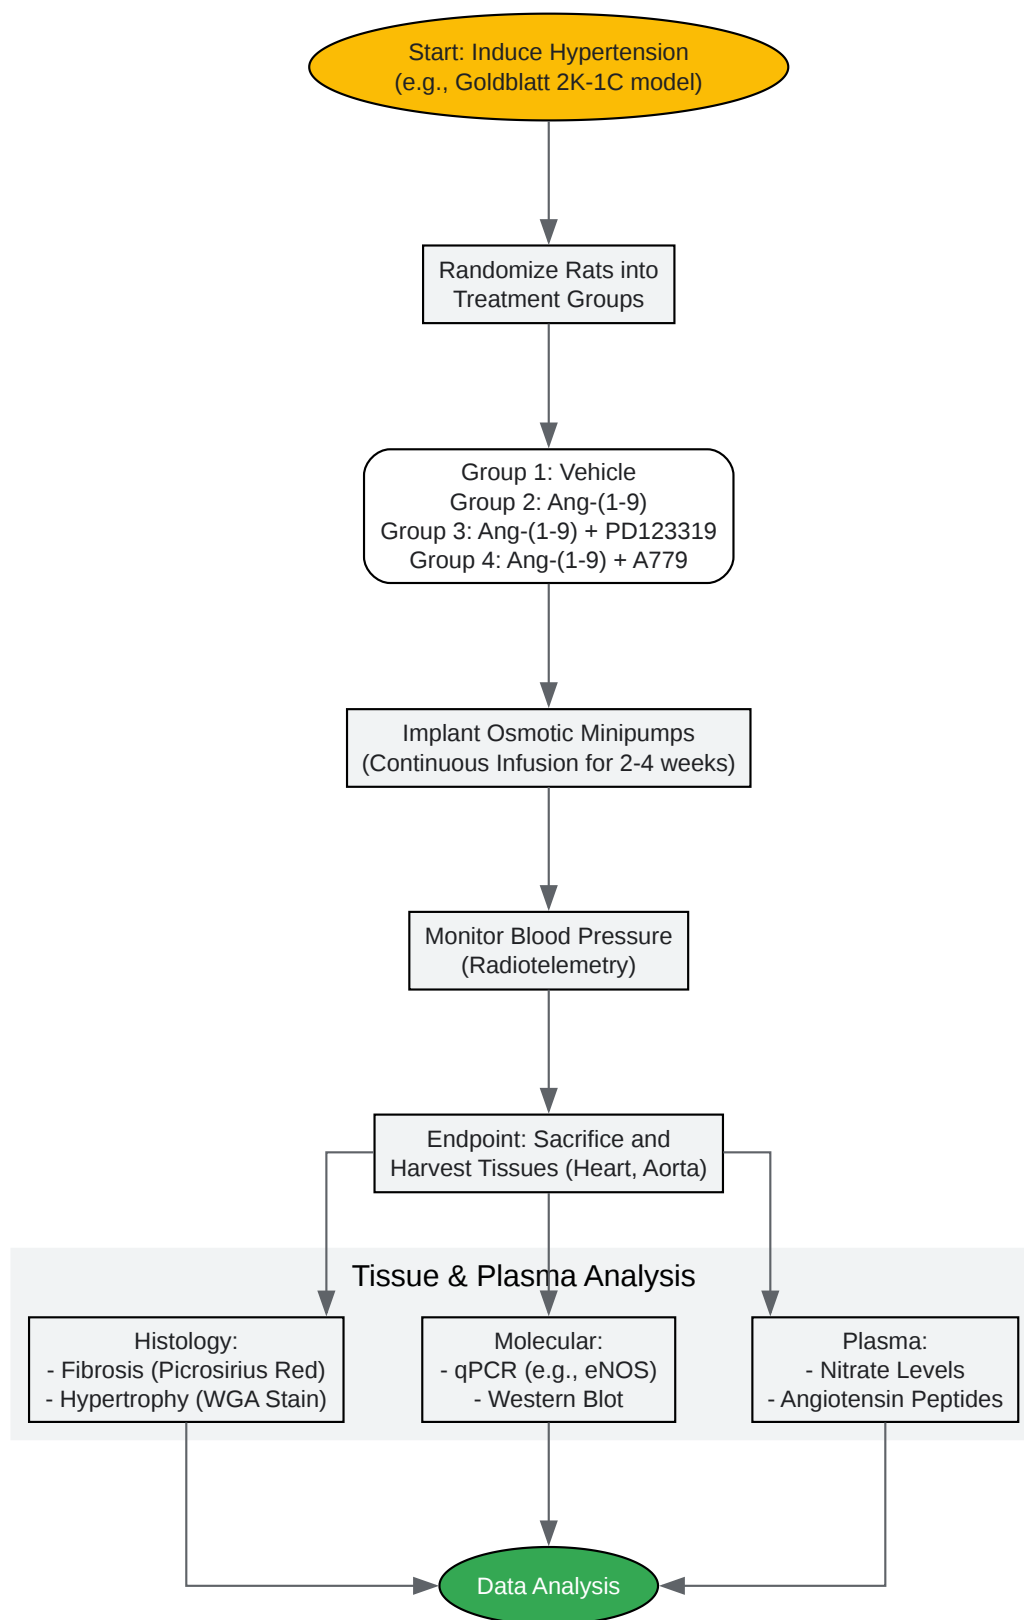 Start: Induce Hypertension
(e.g., Goldblatt 2K-1C model)
Randomize Rats into
Treatment Groups
Group 1: Vehicle
Group 2: Ang-(1-9)
Group 3: Ang-(1-9) + PD123319
Group 4: Ang-(1-9) + A779
Implant Osmotic Minipumps
(Continuous Infusion for 2-4 weeks)
Monitor Blood Pressure
(Radiotelemetry)
Endpoint: Sacrifice and
Harvest Tissues (Heart, Aorta)
Tissue & Plasma Analysis
Histology:
- Fibrosis (Picrosirius Red)
- Hypertrophy (WGA Stain)
Molecular:
- qPCR (e.g., eNOS)
- Western Blot
Plasma:
- Nitrate Levels
- Angiotensin Peptides
Data Analysis